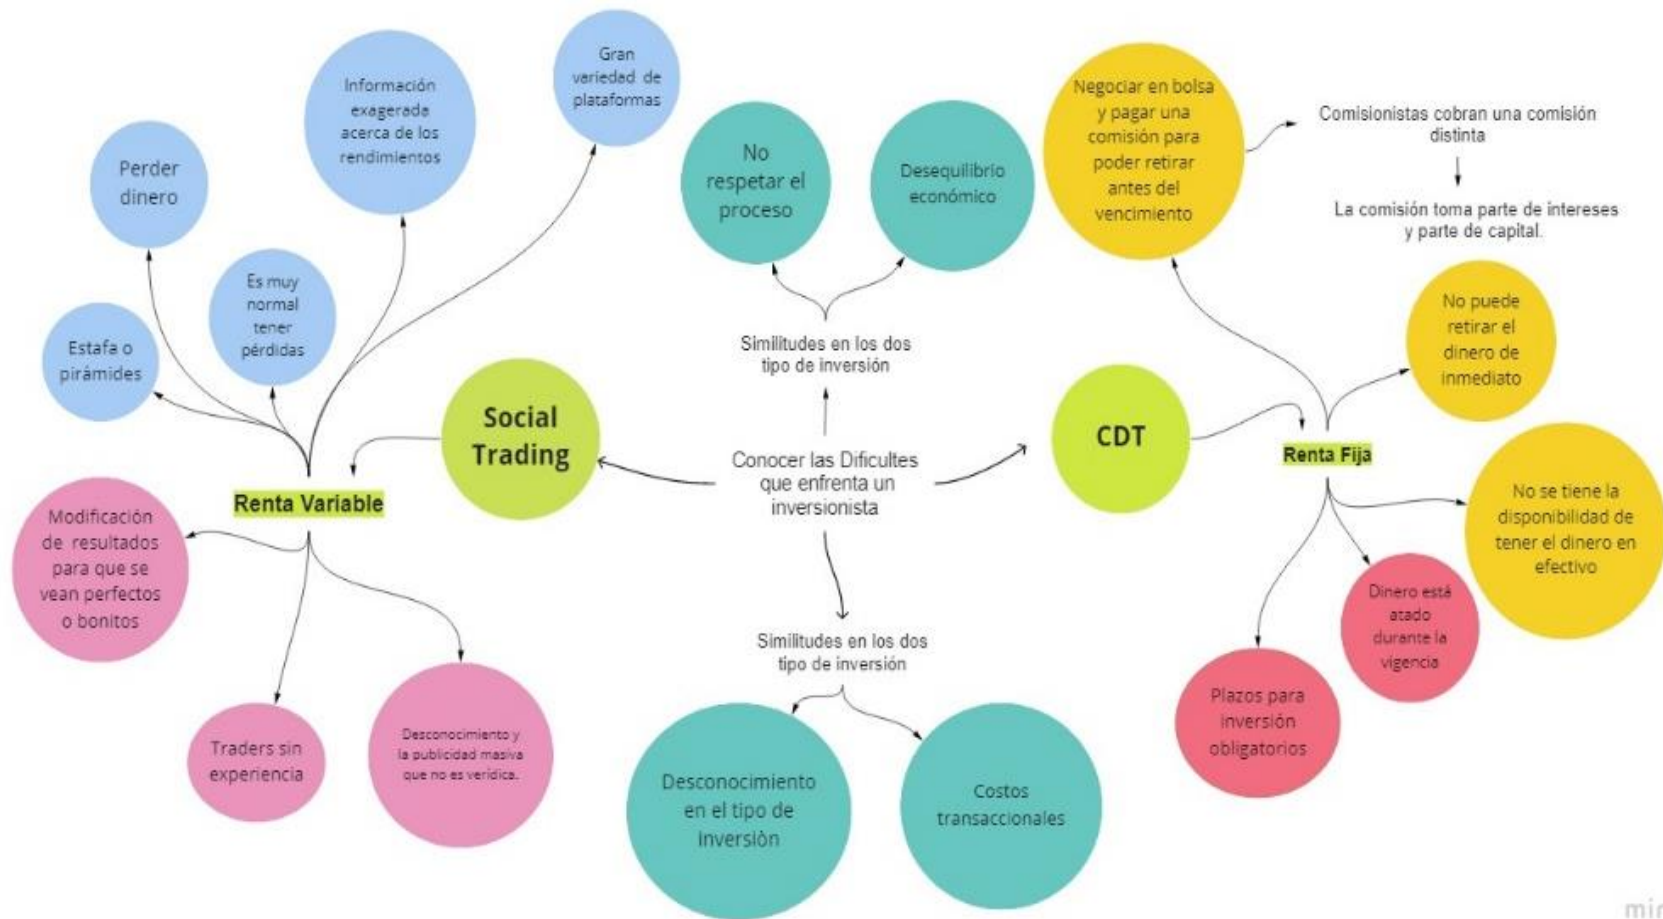 Gran
variedad de
plataformas
Información
exagerada
acerca de los
rendimientos
Perder
dinero
Es muy
normal
tener
pérdidas
Estafa o
pirámides
Social
Trading
Renta Variable
Modificación
de resultados
para que se
vean perfectos
o bonitos
Traders sin
experiencia
Desconocimiento y
la publicidad masiva
que no es verídica.
No
respetar el
proceso
Desequilibrio
económico
Similitudes en los dos
tipo de inversión
Conocer las Dificultes
que enfrenta un
inversionista
Similitudes en los dos
tipo de inversión
Desconocimiento
en el tipo de
inversiòn
Costos
transaccionales
Negociar en bolsa
y pagar una
comisión para
poder retirar
antes del
vencimiento
Comisionistas cobran una comisión
distinta
La comisión toma parte de intereses
y parte de capital.
No puede
retirar el
dinero de
inmediato
CDT
Renta Fija
No se tiene la
disponibilidad de
tener el dinero en
efectivo
Dinero está
atado
durante la
vigencia
Plazos para
inversión
obligatorios